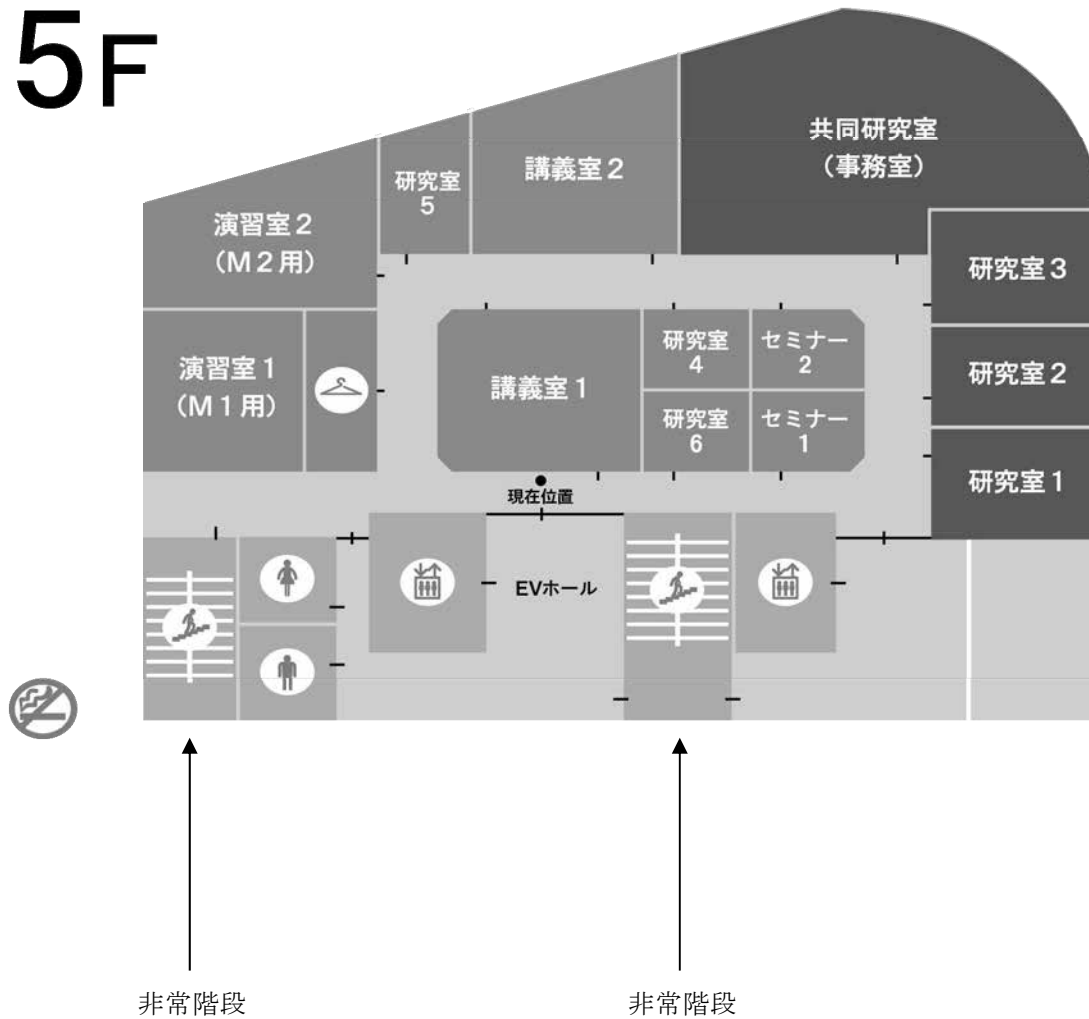 5F
共同研究室
（事務室）
講義室２
研究室
5
演習室２
（Ｍ２用）
研究室３
演習室１
（Ｍ１用）
講義室１
研究室
4
セミナー
2
研究室２
研究室
6
セミナー
1
研究室１
現在位置
EVホール
非常階段
非常階段